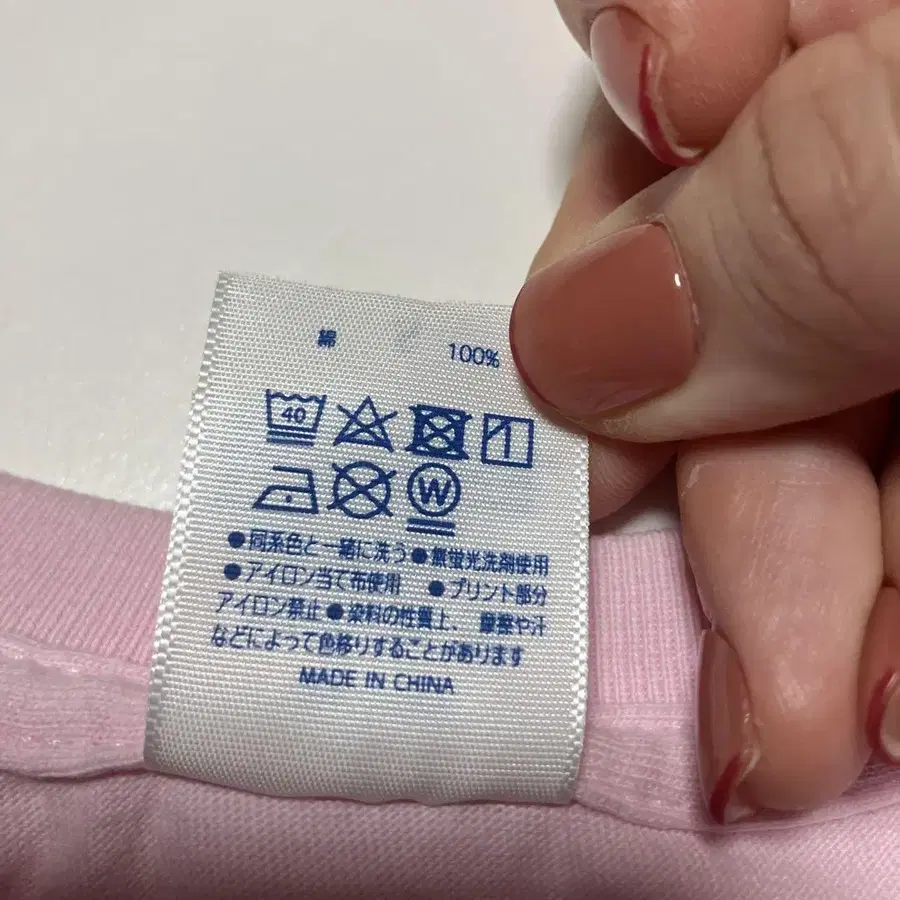 綿 100%
40
W
●同系色と一緒に洗う●無蛍光洗剤使用
●アイロン当て布使用 ●プリント部分
アイロン禁止●染料の性質上、摩擦や汗
などによって色移りすることがあります
MADE IN CHINA